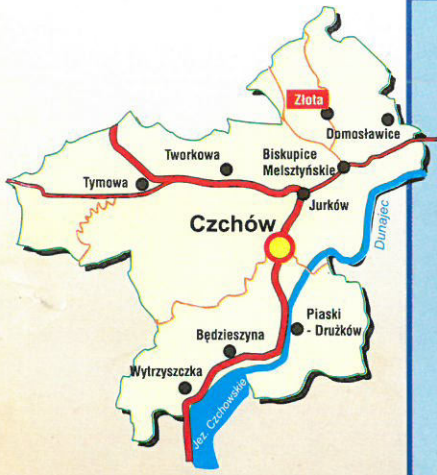 Złota
Domosławice
Tworkowa
Biskupice
Melsztyńskie
Tymowa
Jurków
Czchów
Dunajec
Piaski
- Drużków
Będzieszyna
Wytrzyszczka
Jez. Czchowskie